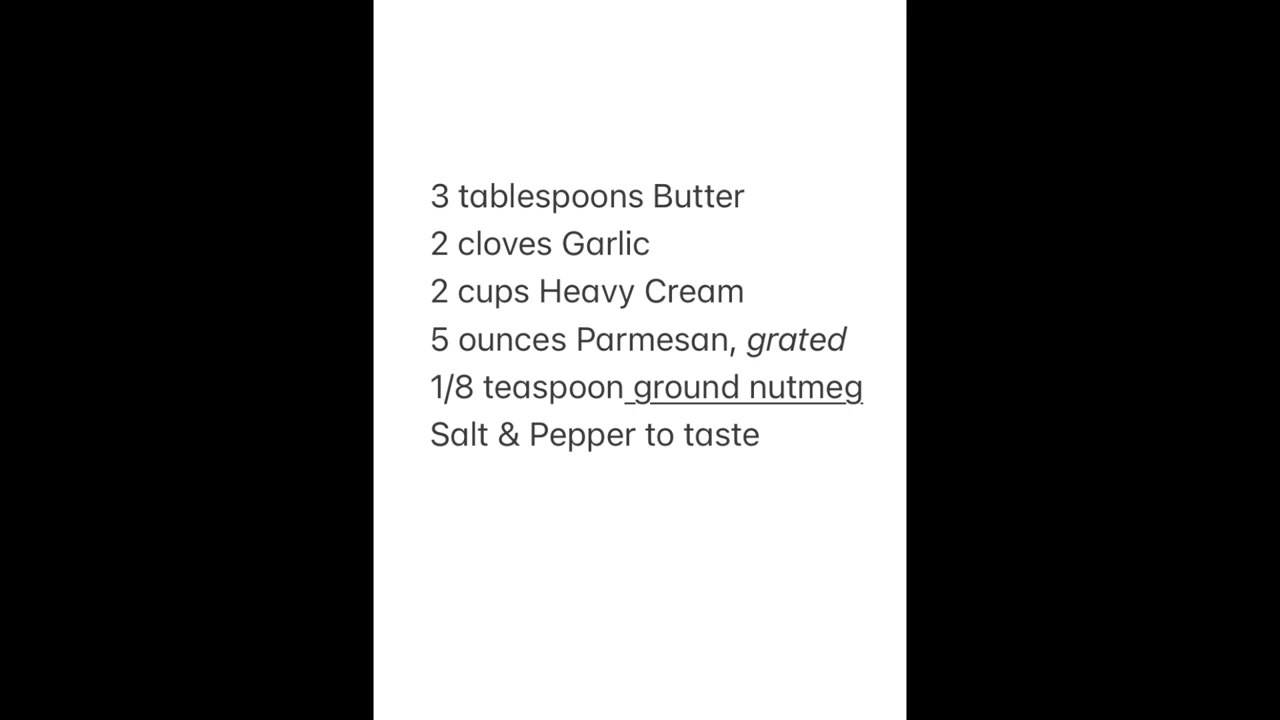 3 tablespoons Butter
2 cloves Garlic
2 cups Heavy Cream
5 ounces Parmesan, grated
1/8 teaspoon ground nutmeg
Salt & Pepper to taste